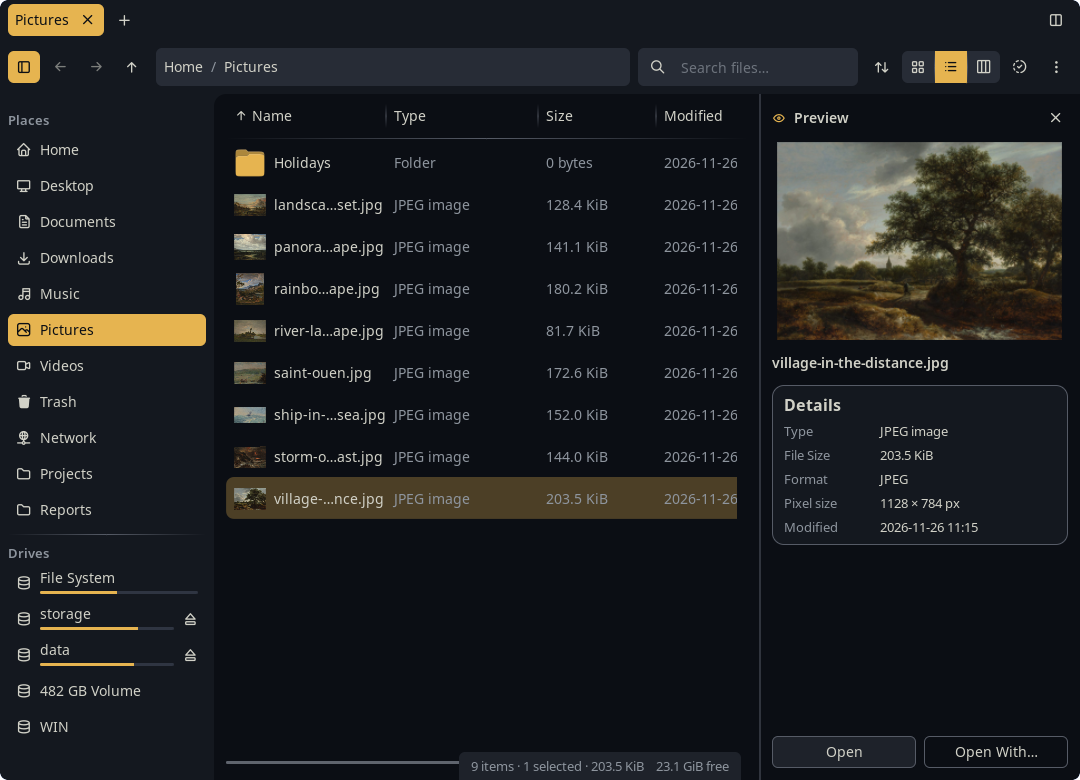 Pictures
Home / Pictures
Search files...
Places
Home
Desktop
Documents
Downloads
Music
Pictures
Videos
Trash
Network
Projects
Reports
Drives
File System
storage
data
482 GB Volume
WIN
Name Type Size Modified
Holidays Folder 0 bytes 2026-11-26
landsca...set.jpg JPEG image 128.4 KiB 2026-11-26
panora...ape.jpg JPEG image 141.1 KiB 2026-11-26
rainbo...ape.jpg JPEG image 180.2 KiB 2026-11-26
river-la...ape.jpg JPEG image 81.7 KiB 2026-11-26
saint-ouen.jpg JPEG image 172.6 KiB 2026-11-26
ship-in-...sea.jpg JPEG image 152.0 KiB 2026-11-26
storm-o...ast.jpg JPEG image 144.0 KiB 2026-11-26
village-...nce.jpg JPEG image 203.5 KiB 2026-11-26
9 items · 1 selected · 203.5 KiB 23.1 GiB free
Preview
village-in-the-distance.jpg
Details
Type JPEG image
File Size 203.5 KiB
Format JPEG
Pixel size 1128 × 784 px
Modified 2026-11-26 11:15
Open Open With...